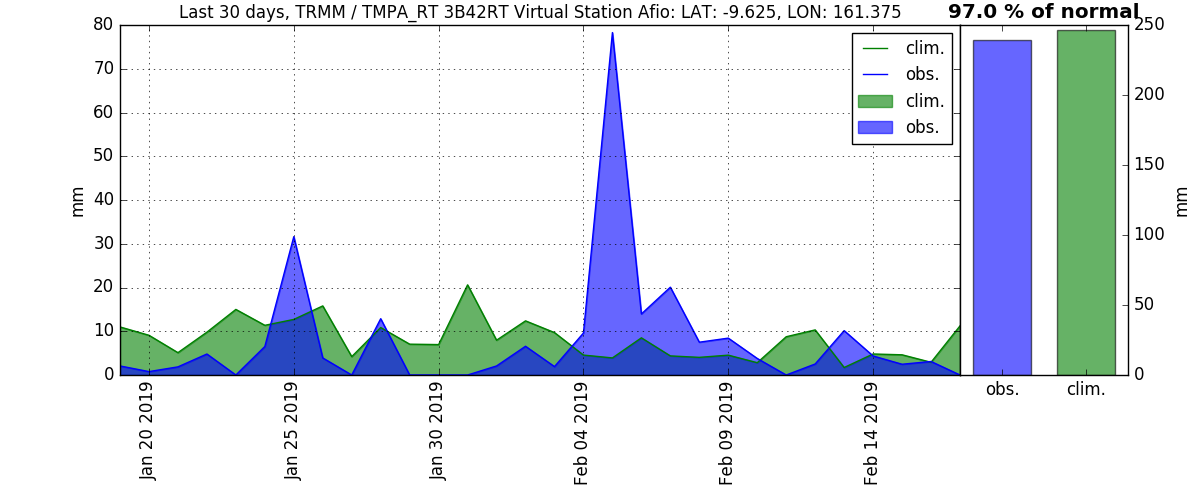 Last 30 days, TRMM / TMPA_RT 3B42RT Virtual Station Afio: LAT: -9.625, LON: 161.375
97.0 % of normal
80
70
60
50
40
30
20
10
0
mm
clim.
obs.
clim.
obs.
Jan 20 2019
Jan 25 2019
Jan 30 2019
Feb 04 2019
Feb 09 2019
Feb 14 2019
250
200
150
100
50
0
mm
obs.
clim.